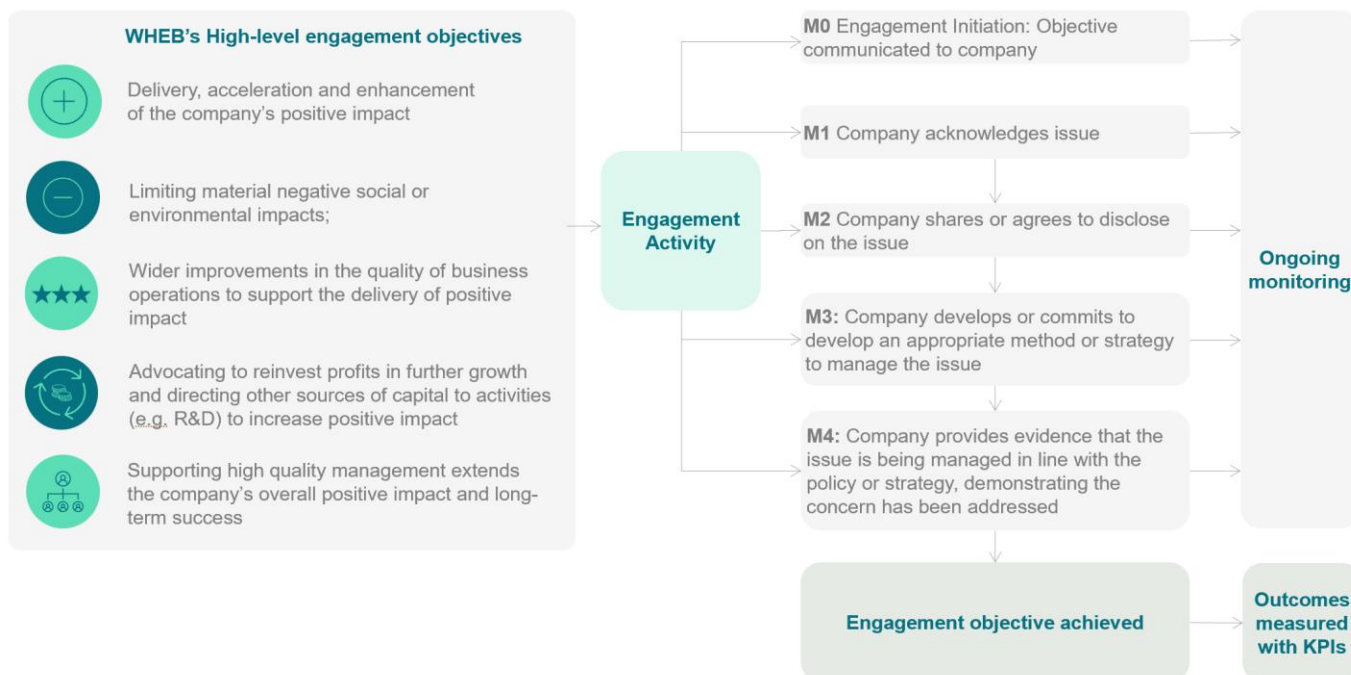 WHEB's High-level engagement objectives
Delivery, acceleration and enhancement
of the company's positive impact
Limiting material negative social or
environmental impacts;
Wider improvements in the quality of business
operations to support the delivery of positive
impact
Advocating to reinvest profits in further growth
and directing other sources of capital to activities
(e.g. R&D) to increase positive impact
Supporting high quality management extends
the company's overall positive impact and long-
term success
Engagement
Activity
M0 Engagement Initiation: Objective
communicated to company
M1 Company acknowledges issue
M2 Company shares or agrees to disclose
on the issue
M3: Company develops or commits to
develop an appropriate method or strategy
to manage the issue
M4: Company provides evidence that the
issue is being managed in line with the
policy or strategy, demonstrating the
concern has been addressed
Engagement objective achieved
Ongoing
monitoring
Outcomes
measured
with KPIs